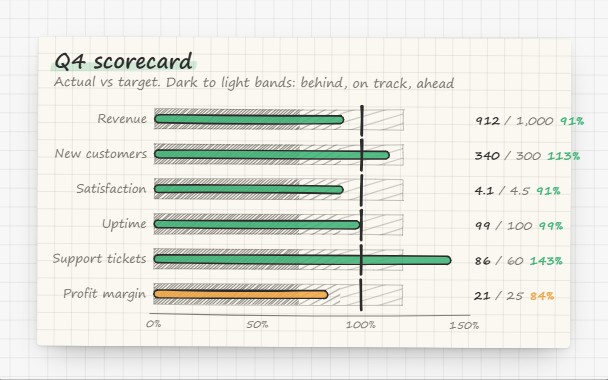 Q4 scorecard
Actual vs target. Dark to light bands: behind, on track, ahead
Revenue 912 / 1,000 91%
New customers 340 / 300 113%
Satisfaction 4.1 / 4.5 91%
Uptime 99 / 100 99%
Support tickets 86 / 60 143%
Profit margin 21 / 25 84%
0% 50% 100% 150%